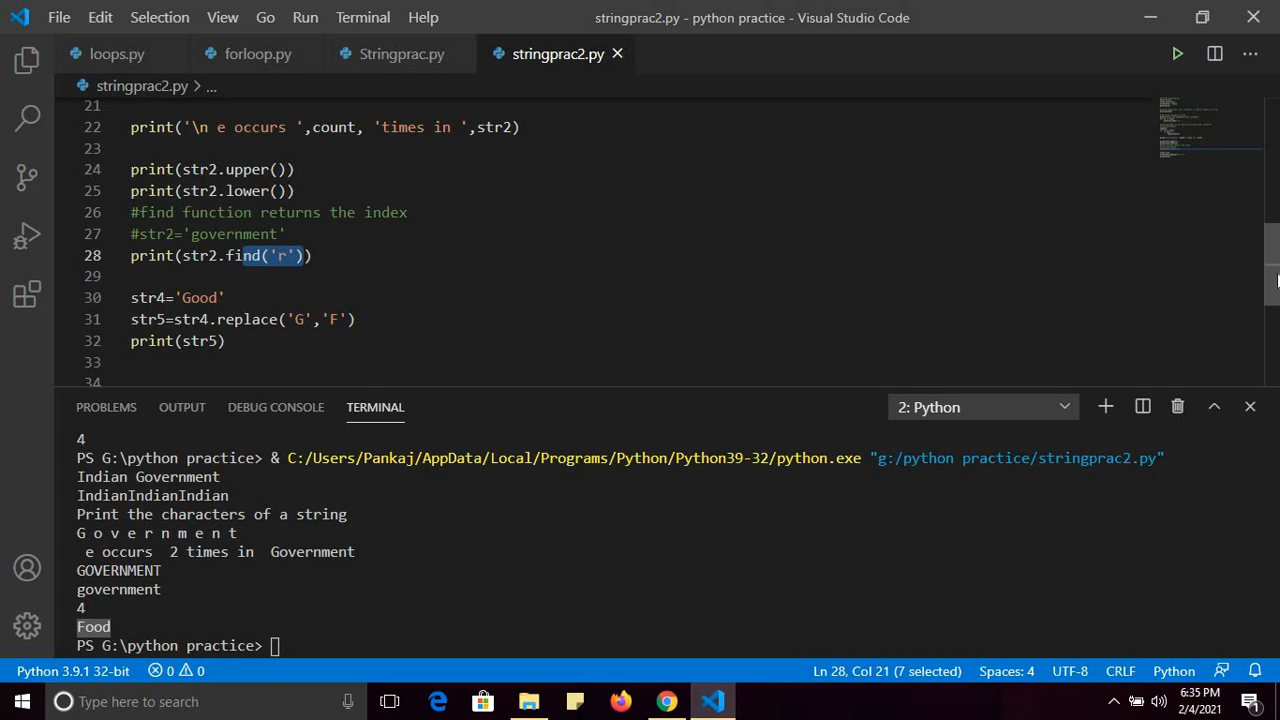 File Edit Selection View Go Run Terminal Help stringprac2.py - python practice - Visual Studio Code
loops.py forloop.py Stringprac.py stringprac2.py
stringprac2.py > ...
21
22 print('\n e occurs ',count, 'times in ',str2)
23
24 print(str2.upper())
25 print(str2.lower())
26 #find function returns the index
27 #str2='government'
28 print(str2.find('r'))
29
30 str4='Good'
31 str5=str4.replace('G','F')
32 print(str5)
33
34
PROBLEMS OUTPUT DEBUG CONSOLE TERMINAL 2: Python
4
PS G:\python practice> & C:/Users/Pankaj/AppData/Local/Programs/Python/Python39-32/python.exe "g:/python practice/stringprac2.py"
Indian Government
IndianIndianIndian
Print the characters of a string
G o v e r n m e n t
 e occurs  2 times in  Government
GOVERNMENT
government
4
Food
PS G:\python practice>
Python 3.9.1 32-bit 0 0 Ln 28, Col 21 (7 selected) Spaces: 4 UTF-8 CRLF Python
Type here to search
6:35 PM
2/4/2021
1